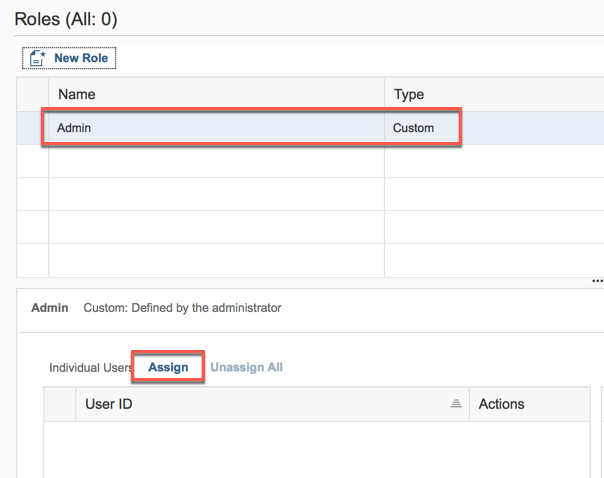 Roles (All: 0)
New Role
Name Type
Admin Custom
Admin Custom: Defined by the administrator
Individual Users Assign Unassign All
User ID Actions